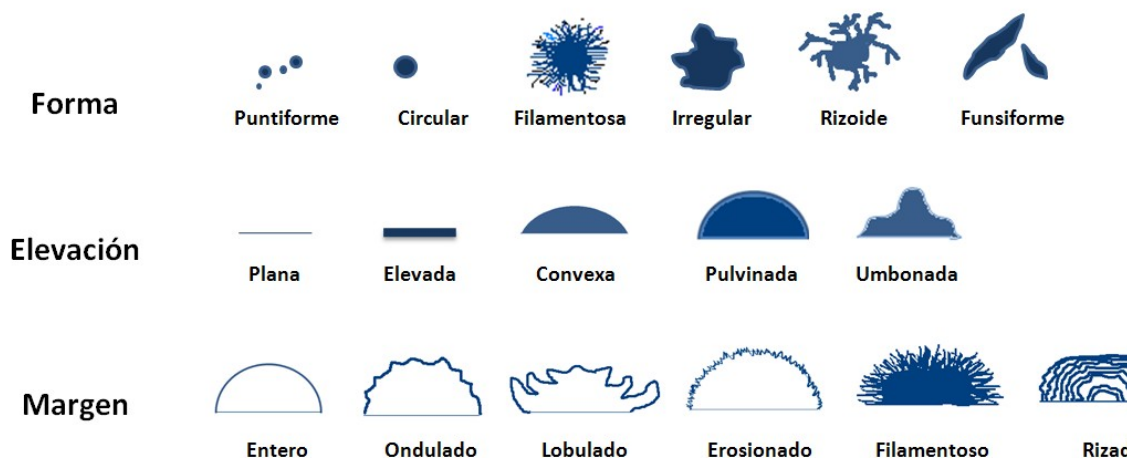 Forma
Puntiforme Circular Filamentosa Irregular Rizoide Funsiforme
Elevación
Plana Elevada Convexa Pulvinada Umbonada
Margen
Entero Ondulado Lobulado Erosionado Filamentoso Rizad